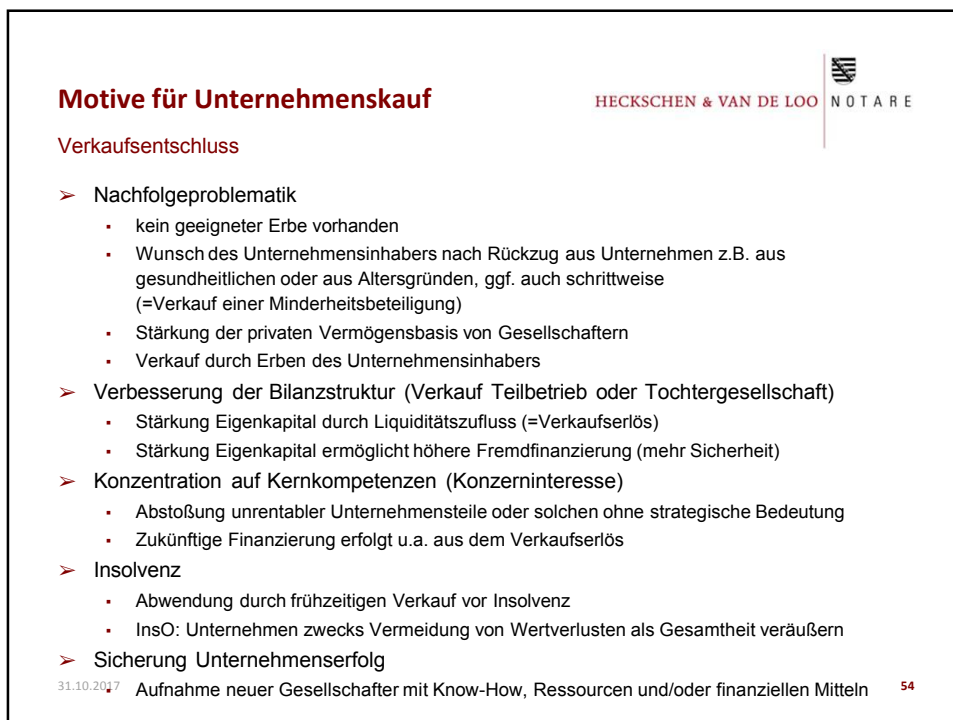 Motive für Unternehmenskauf
HECKSCHEN & VAN DE LOO NOTARE
Verkaufsentschluss
➢ Nachfolgeproblematik
▪ kein geeigneter Erbe vorhanden
▪ Wunsch des Unternehmensinhabers nach Rückzug aus Unternehmen z.B. aus
gesundheitlichen oder aus Altersgründen, ggf. auch schrittweise
(=Verkauf einer Minderheitsbeteiligung)
▪ Stärkung der privaten Vermögensbasis von Gesellschaftern
▪ Verkauf durch Erben des Unternehmensinhabers
➢ Verbesserung der Bilanzstruktur (Verkauf Teilbetrieb oder Tochtergesellschaft)
▪ Stärkung Eigenkapital durch Liquiditätszufluss (=Verkaufserlös)
▪ Stärkung Eigenkapital ermöglicht höhere Fremdfinanzierung (mehr Sicherheit)
➢ Konzentration auf Kernkompetenzen (Konzerninteresse)
▪ Abstoßung unrentabler Unternehmensteile oder solchen ohne strategische Bedeutung
▪ Zukünftige Finanzierung erfolgt u.a. aus dem Verkaufserlös
➢ Insolvenz
▪ Abwendung durch frühzeitigen Verkauf vor Insolvenz
▪ InsO: Unternehmen zwecks Vermeidung von Wertverlusten als Gesamtheit veräußern
➢ Sicherung Unternehmenserfolg
▪ Aufnahme neuer Gesellschafter mit Know-How, Ressourcen und/oder finanziellen Mitteln
31.10.2017
54